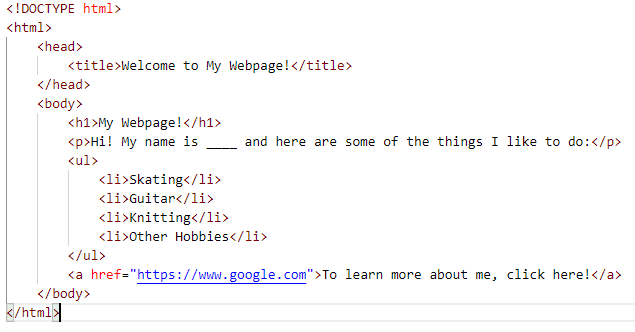 <!DOCTYPE html>
<html>
<head>
<title>Welcome to My Webpage!</title>
</head>
<body>
<h1>My Webpage!</h1>
<p>Hi! My name is ____ and here are some of the things I like to do:</p>
<ul>
<li>Skating</li>
<li>Guitar</li>
<li>Knitting</li>
<li>Other Hobbies</li>
</ul>
<a href="https://www.google.com">To learn more about me, click here!</a>
</body>
</html>